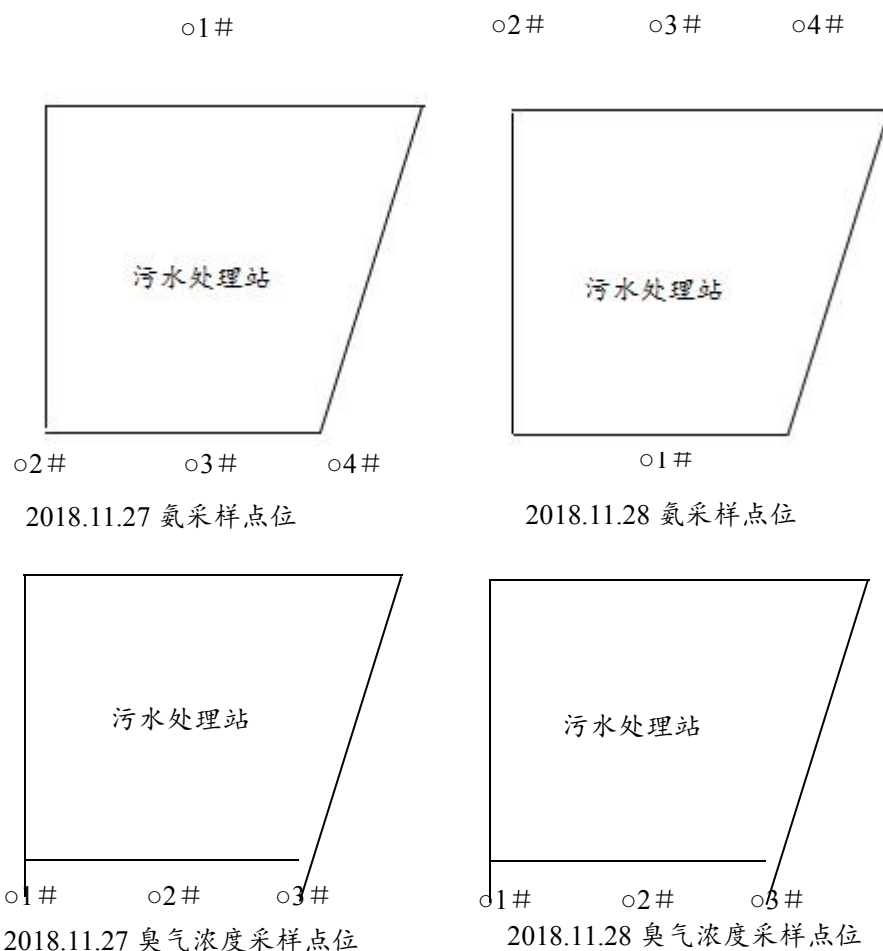 ○1＃
○2＃ ○3＃ ○4＃
污水处理站
污水处理站
○2＃ ○3＃ ○4＃
○1＃
2018.11.27 氨采样点位
2018.11.28 氨采样点位
污水处理站
污水处理站
○1＃ ○2＃ ○3＃
○1＃ ○2＃ ○3＃
2018.11.27 臭气浓度采样点位
2018.11.28 臭气浓度采样点位